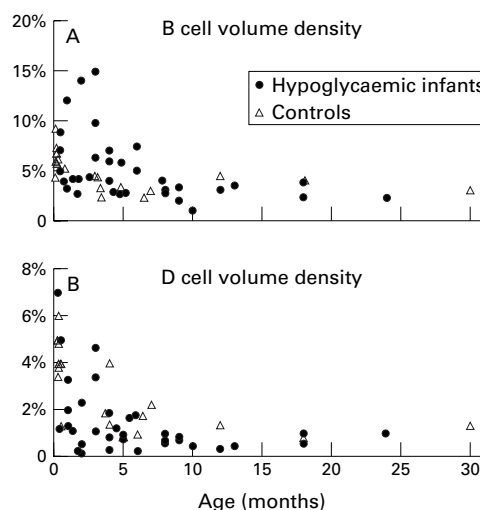 20%
A
B cell volume density
15%
10%
5%
0
Hypoglycaemic infants
Controls
8%
B
D cell volume density
6%
4%
2%
0
0
5
10
15
20
25
30
Age (months)